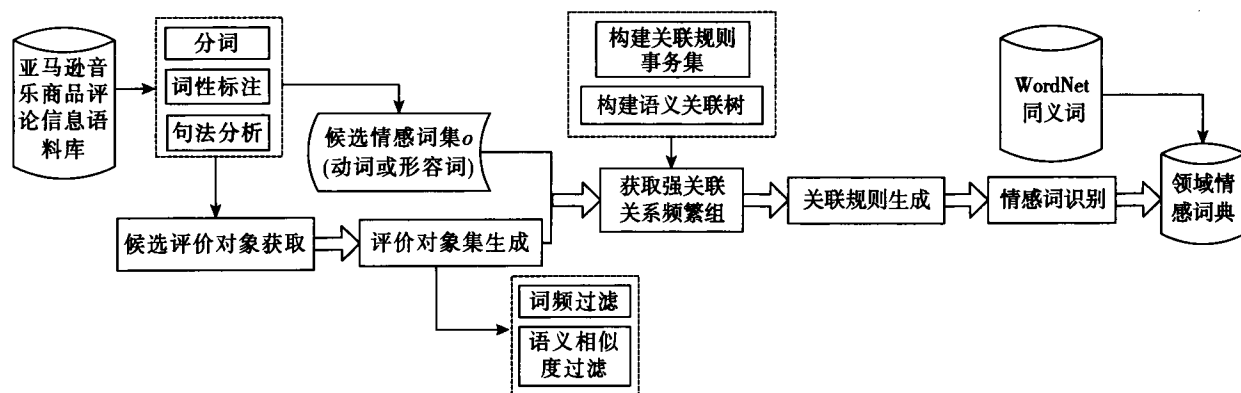 亚马逊音
乐商品评
论信息语
料库
分词
词性标注
句法分析
候选情感词集o
(动词或形容词)
构建关联规则
事务集
构建语义关联树
WordNet
同义词
获取强关联
关系频繁组
关联规则生成
情感词识别
领域情
感词典
候选评价对象获取
评价对象集生成
词频过滤
语义相似
度过滤